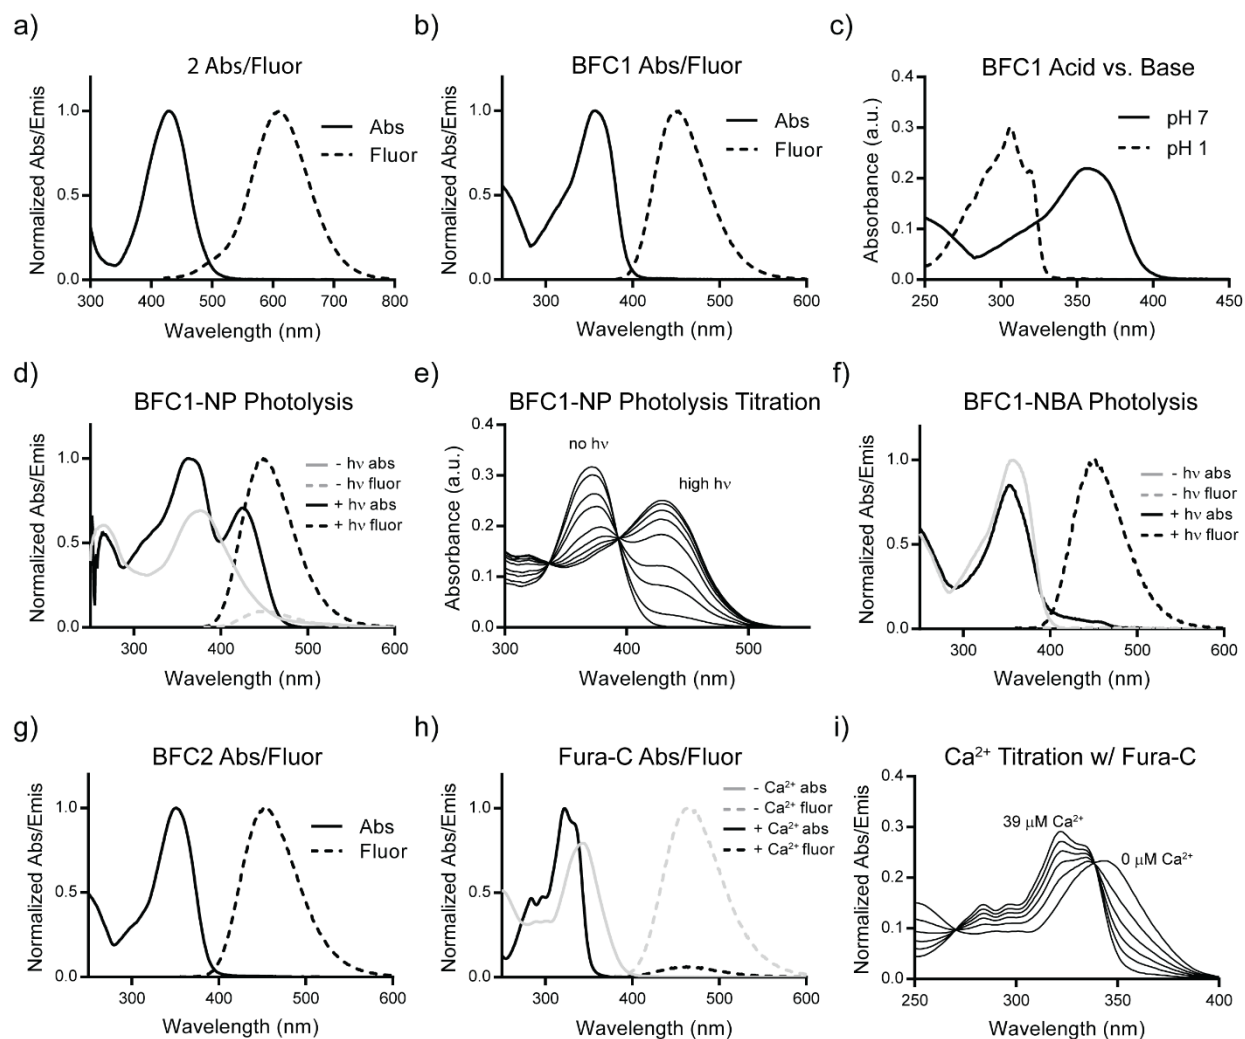 a)
2 Abs/Fluor
Normalized Abs/Emis
1.0
0.5
0.0
300 400 500 600 700 800
Wavelength (nm)
Abs
Fluor
b)
BFC1 Abs/Fluor
Normalized Abs/Emis
1.0
0.5
0.0
300 400 500 600
Wavelength (nm)
Abs
Fluor
c)
BFC1 Acid vs. Base
Absorbance (a.u.)
0.4
0.3
0.2
0.1
0.0
250 300 350 400 450
Wavelength (nm)
pH 7
pH 1
d)
BFC1-NP Photolysis
Normalized Abs/Emis
1.0
0.5
0.0
300 400 500 600
Wavelength (nm)
- hν abs
- hν fluor
+ hν abs
+ hν fluor
e)
BFC1-NP Photolysis Titration
Absorbance (a.u.)
0.4
0.3
0.2
0.1
0.0
300 400 500
Wavelength (nm)
no hν
high hν
f)
BFC1-NBA Photolysis
Normalized Abs/Emis
1.0
0.5
0.0
300 400 500 600
Wavelength (nm)
- hν abs
- hν fluor
+ hν abs
+ hν fluor
g)
BFC2 Abs/Fluor
Normalized Abs/Emis
1.0
0.5
0.0
300 400 500 600
Wavelength (nm)
Abs
Fluor
h)
Fura-C Abs/Fluor
Normalized Abs/Emis
1.0
0.5
0.0
300 400 500 600
Wavelength (nm)
- Ca²⁺ abs
- Ca²⁺ fluor
+ Ca²⁺ abs
+ Ca²⁺ fluor
i)
Ca²⁺ Titration w/ Fura-C
Normalized Abs/Emis
0.4
0.3
0.2
0.1
0.0
250 300 350 400
Wavelength (nm)
39 μM Ca²⁺
0 μM Ca²⁺